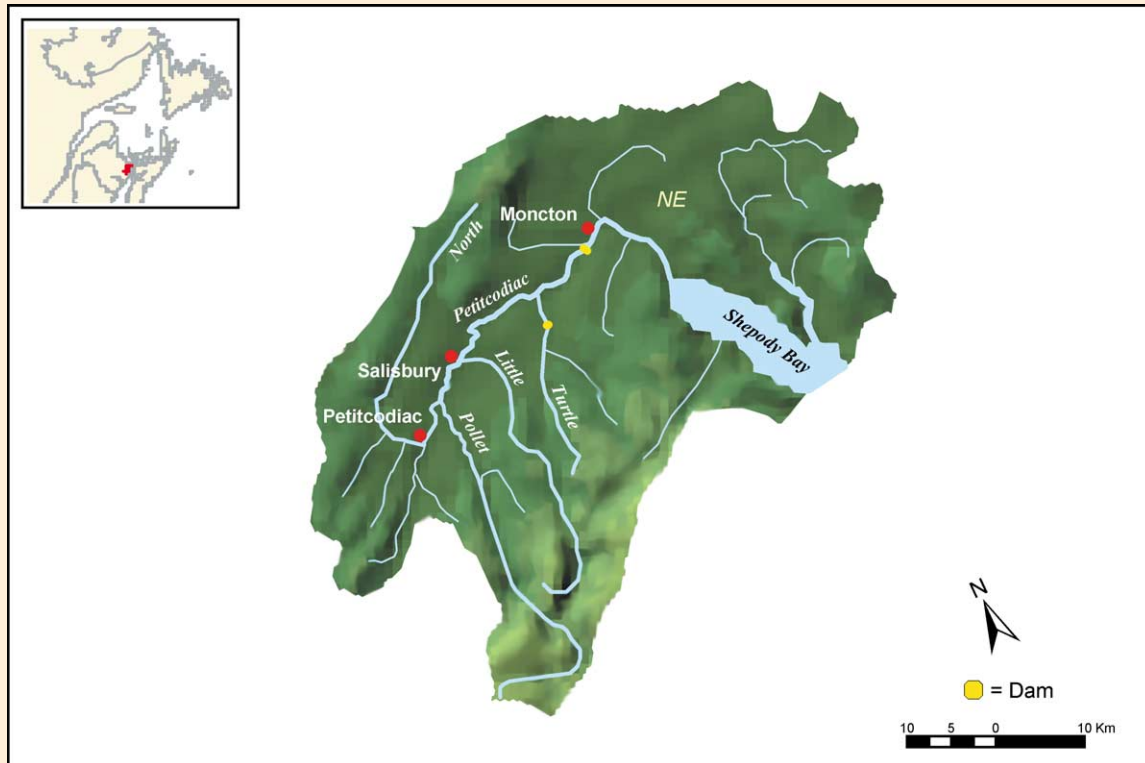 NE
Moncton
North
Petitcodiac
Shepody Bay
Salisbury
Little
Turtle
Petitcodiac
Pollet
N
= Dam
10 5 0 10 Km